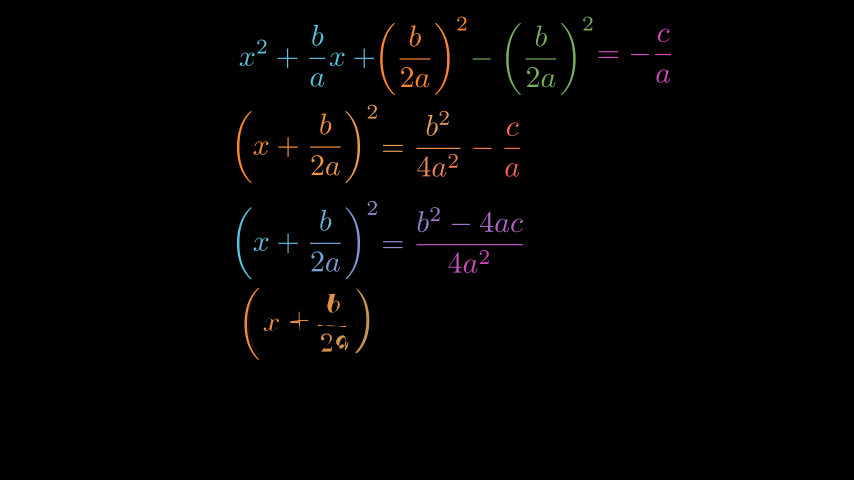 x² + b/a x + (b/2a)² − (b/2a)² = −c/a
(x + b/2a)² = b²/4a² − c/a
(x + b/2a)² = b² − 4ac/4a²
(x + b/2a)